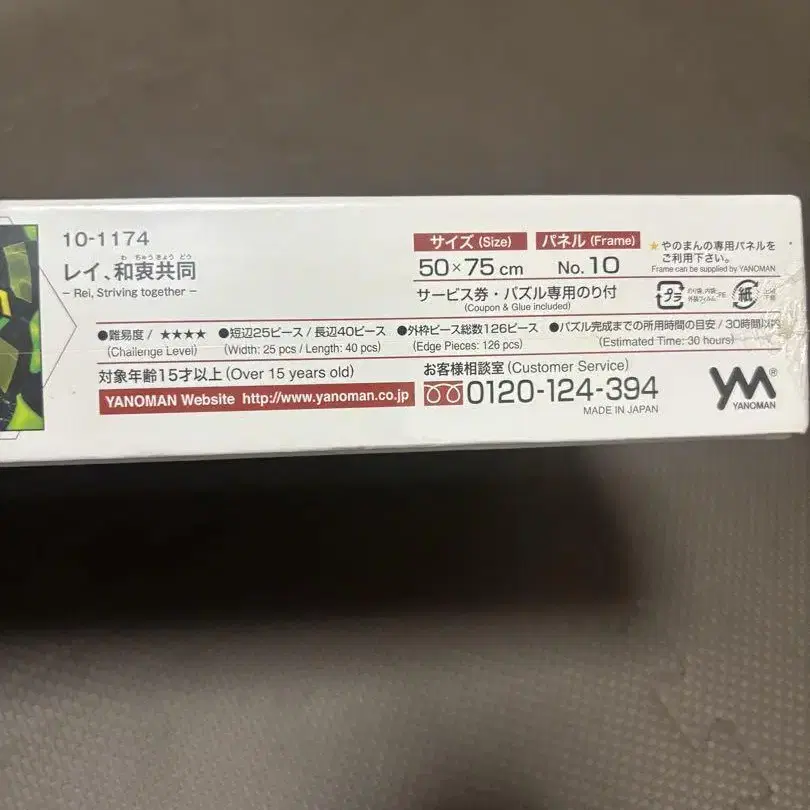 10-1174
わ ちゅう きょう どう
レイ、和衷共同
– Rei, Striving together –
サイズ (Size)
50×75 cm
パネル (Frame)
No. 10
★やのまんの専用パネルを
ご利用下さい。
Frame can be supplied by YANOMAN
サービス券・パズル専用のり付
(Coupon & Glue included)
プラ
紙
●難易度 / ★★★★ ●短辺25ピース / 長辺40ピース ●外枠ピース総数126ピース ●パズル完成までの所用時間の目安 / 30時間以内
(Challenge Level) (Width: 25 pcs / Length: 40 pcs) (Edge Pieces: 126 pcs) (Estimated Time: 30 hours)
対象年齢15才以上 (Over 15 years old)
YANOMAN Website http://www.yanoman.co.jp
お客様相談室 (Customer Service)
0120-124-394
MADE IN JAPAN
YM®
YANOMAN